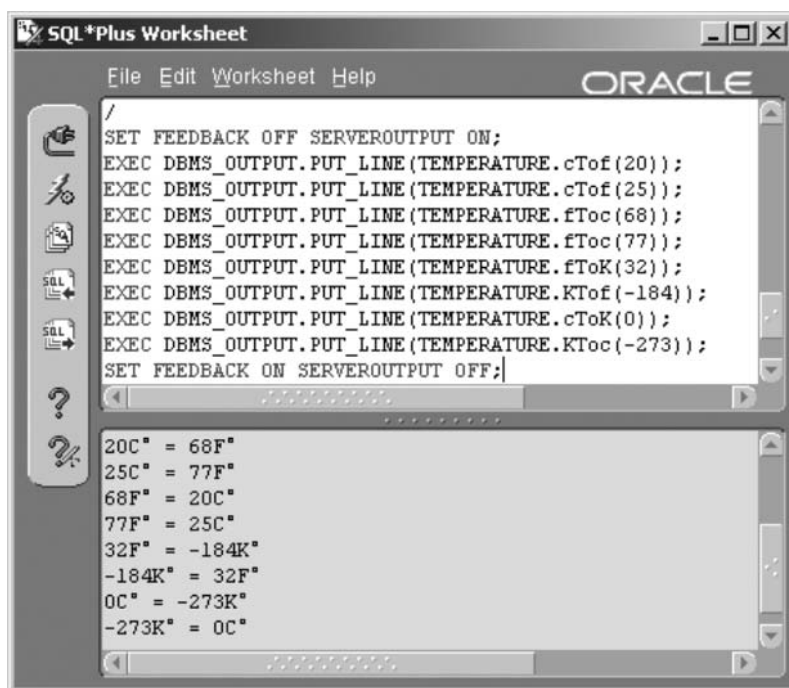 SQL*Plus Worksheet
File Edit Worksheet Help
ORACLE
/
SET FEEDBACK OFF SERVEROUTPUT ON;
EXEC DBMS_OUTPUT.PUT_LINE(TEMPERATURE.cTof(20));
EXEC DBMS_OUTPUT.PUT_LINE(TEMPERATURE.cTof(25));
EXEC DBMS_OUTPUT.PUT_LINE(TEMPERATURE.fToc(68));
EXEC DBMS_OUTPUT.PUT_LINE(TEMPERATURE.fToc(77));
EXEC DBMS_OUTPUT.PUT_LINE(TEMPERATURE.fToK(32));
EXEC DBMS_OUTPUT.PUT_LINE(TEMPERATURE.KTof(-184));
EXEC DBMS_OUTPUT.PUT_LINE(TEMPERATURE.cToK(0));
EXEC DBMS_OUTPUT.PUT_LINE(TEMPERATURE.KToc(-273));
SET FEEDBACK ON SERVEROUTPUT OFF;
SQL
SQL
20C° = 68F°
25C° = 77F°
68F° = 20C°
77F° = 25C°
32F° = -184K°
-184K° = 32F°
0C° = -273K°
-273K° = 0C°